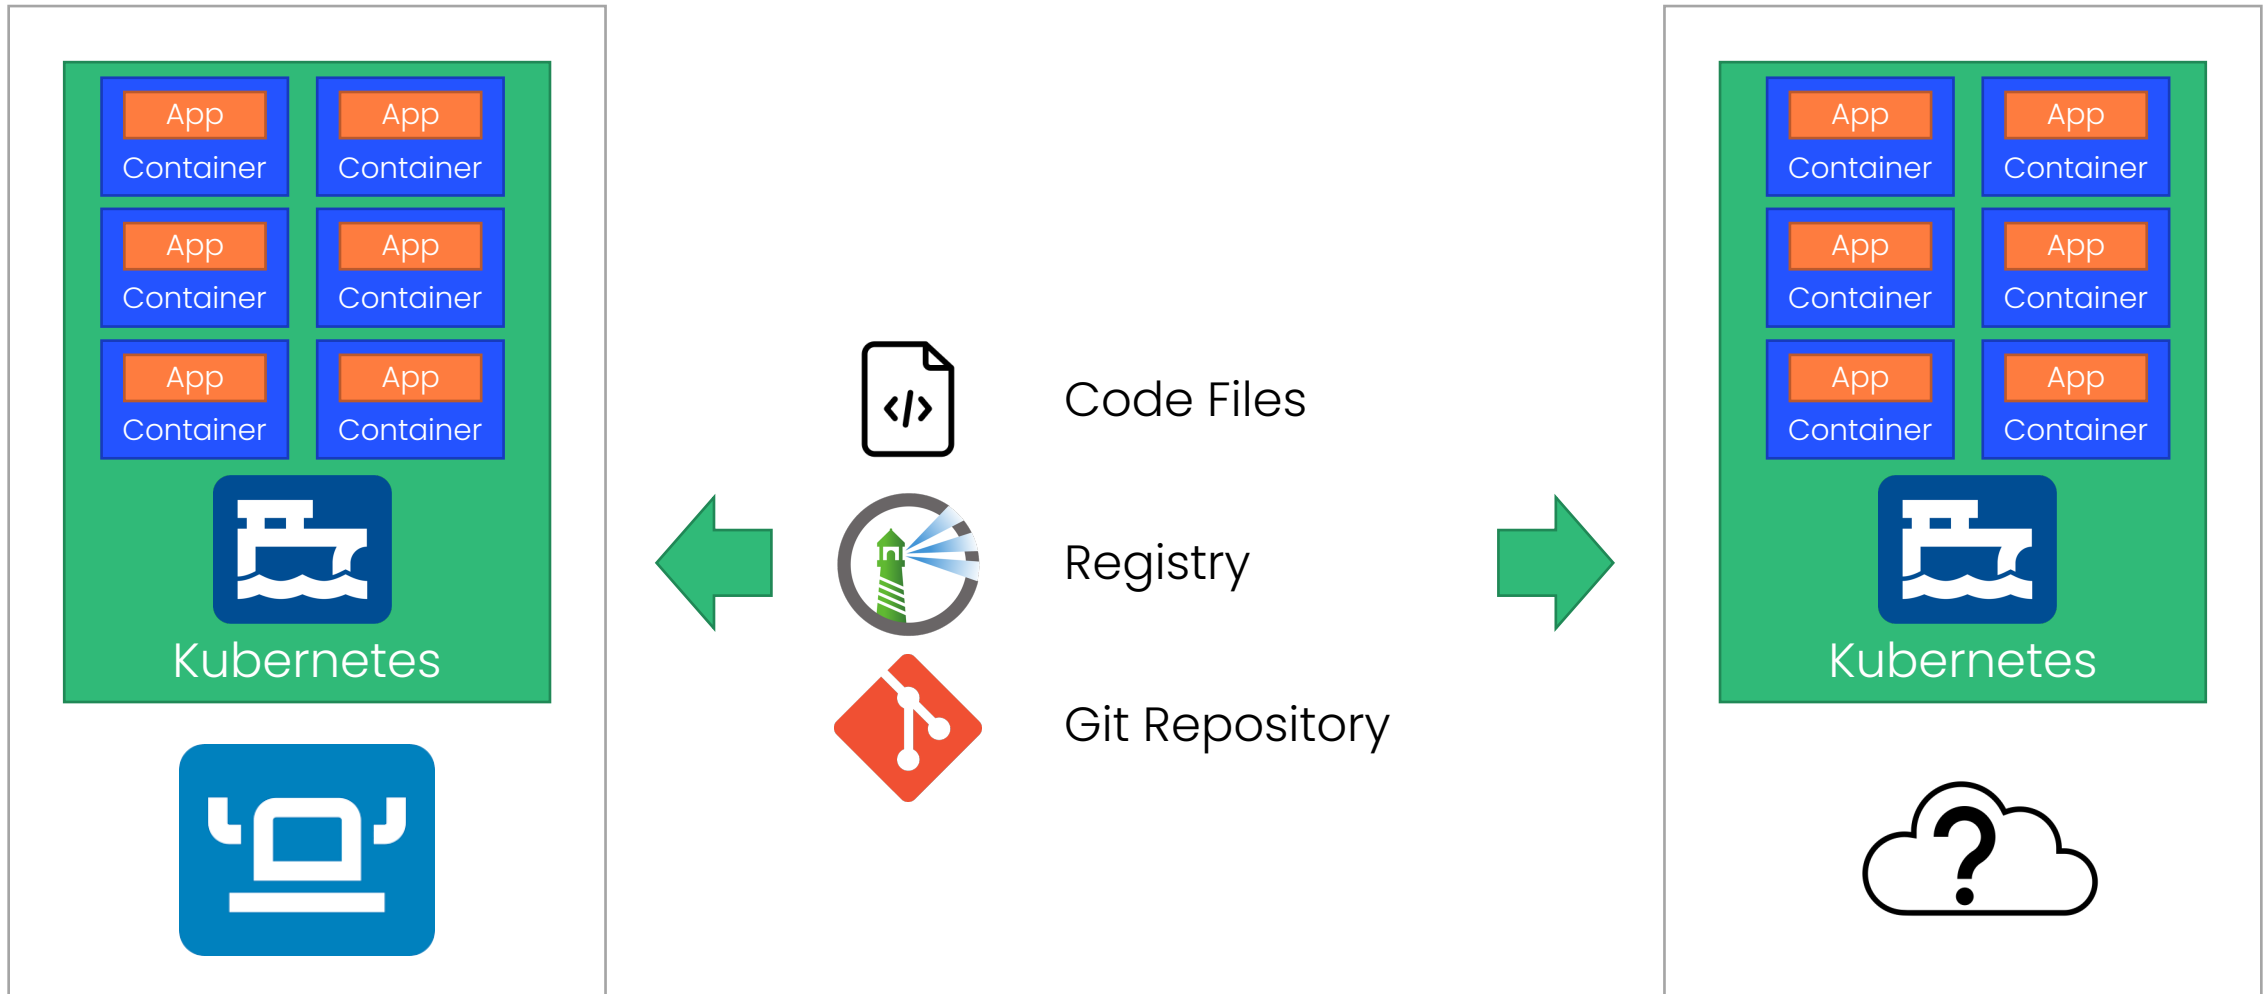 App
App
Container
Container
App
App
Container
Container
App
App
Container
Container
Kubernetes
Code Files
Registry
Git Repository
App
App
Container
Container
App
App
Container
Container
App
App
Container
Container
Kubernetes
?